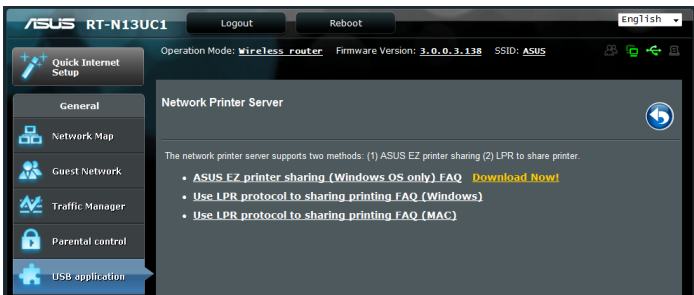 ASUS RT-N13UC1 Logout Reboot English
Operation Mode: Wireless router Firmware Version: 3.0.0.3.138 SSID: ASUS
Quick Internet
Setup
General
Network Map
Guest Network
Traffic Manager
Parental control
USB application
Network Printer Server
The network printer server supports two methods: (1) ASUS EZ printer sharing (2) LPR to share printer.
ASUS EZ printer sharing (Windows OS only) FAQ Download Now!
Use LPR protocol to sharing printing FAQ (Windows)
Use LPR protocol to sharing printing FAQ (MAC)